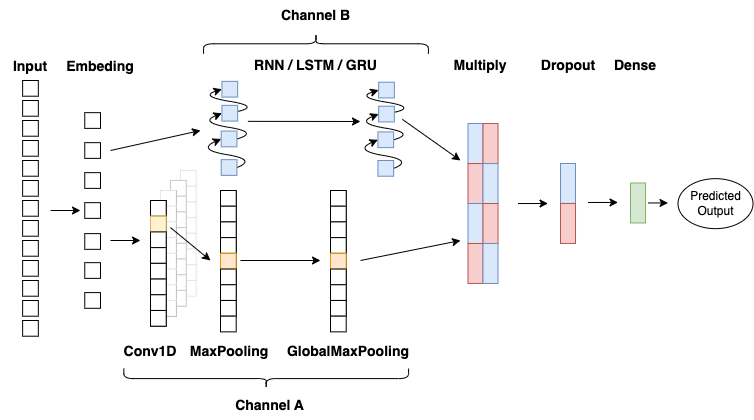 Channel B
Input
Embeding
RNN / LSTM / GRU
Multiply
Dropout
Dense
Predicted
Output
Conv1D
MaxPooling
GlobalMaxPooling
Channel A